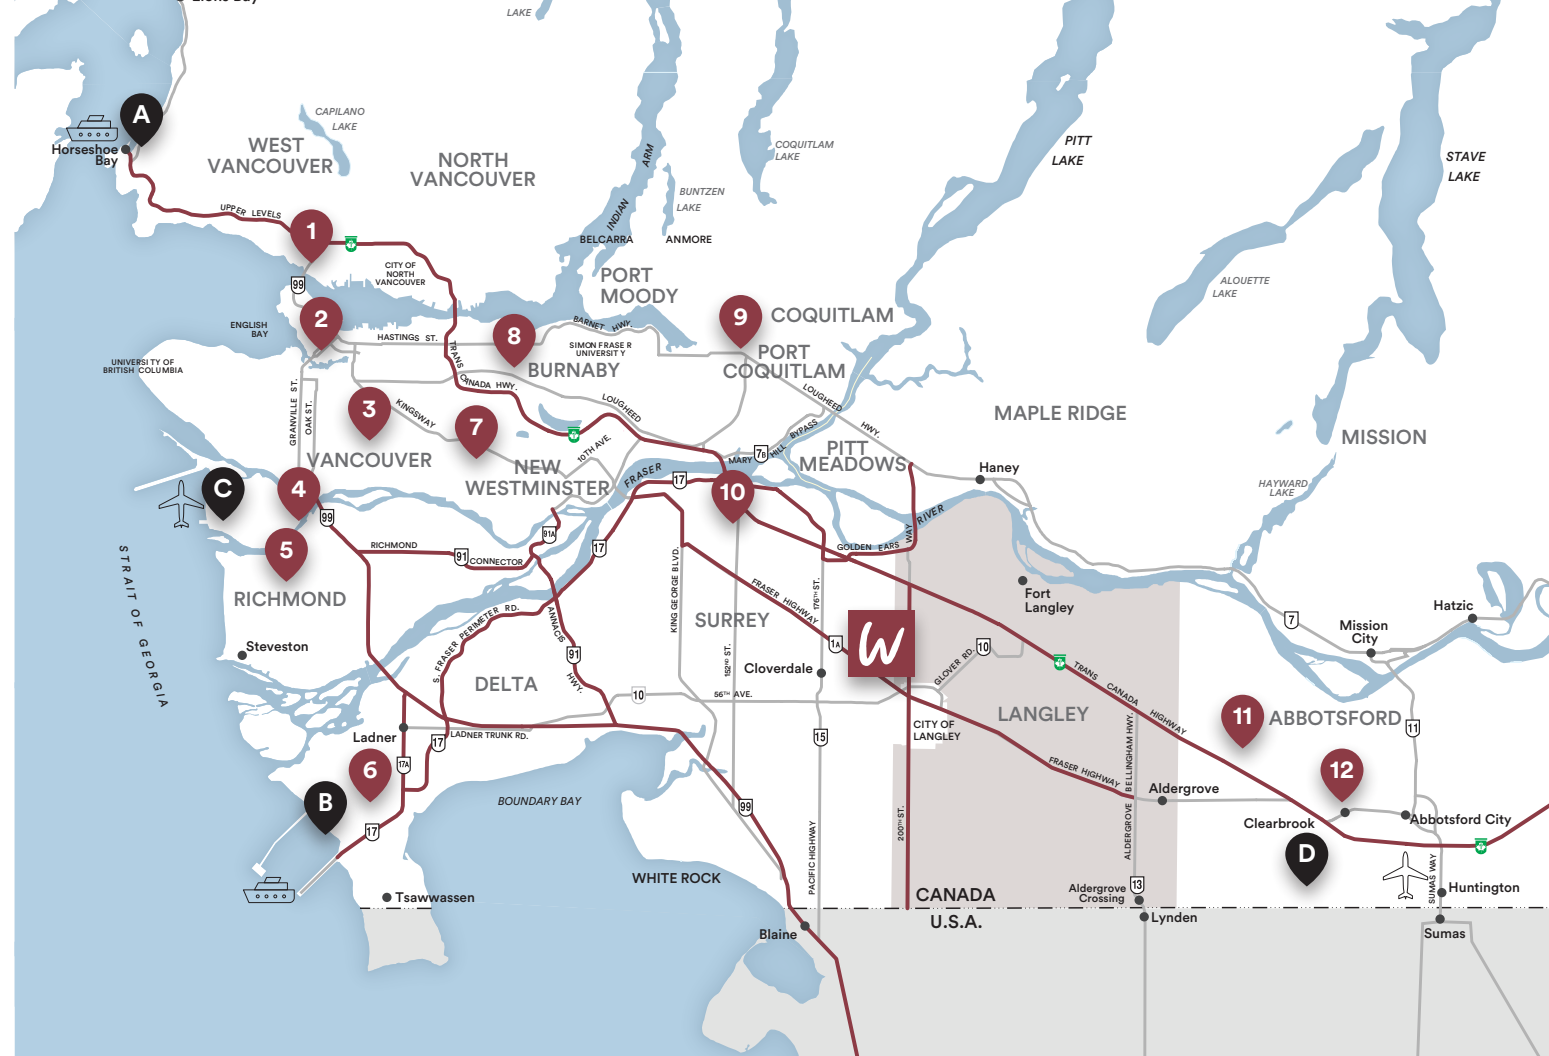 Lions Bay
LAKE
A
Horseshoe
Bay
CAPILANO
LAKE
WEST
VANCOUVER
NORTH
VANCOUVER
INDIAN ARM
BUNTZEN
LAKE
COQUITLAM
LAKE
PITT
LAKE
STAVE
LAKE
UPPER LEVELS
1
1
BELCARRA
ANMORE
CITY OF
NORTH
VANCOUVER
99
PORT
MOODY
ALOUETTE
LAKE
2
ENGLISH
BAY
HASTINGS ST.
8
BARNET HWY.
SIMON FRASER
UNIVERSITY
9
COQUITLAM
PORT
COQUITLAM
UNIVERSITY OF
BRITISH COLUMBIA
TRANS CANADA HWY.
BURNABY
GRANVILLE ST.
OAK ST.
3
KINGSWAY
7
LOUGHEED
LOUGHEED HWY.
MAPLE RIDGE
MISSION
1
10TH AVE.
VANCOUVER
NEW
WESTMINSTER
FRASER
RIVER
MARY HILL BYPASS
7B
PITT
MEADOWS
Haney
HAYWARD
LAKE
C
4
99
17
10
5
RICHMOND
91
CONNECTOR
91A
17
GOLDEN EARS WAY
STRAIT OF GEORGIA
RICHMOND
S. FRASER PERIMETER RD.
ANNACIS
91
HWY.
KING GEORGE BLVD.
FRASER HIGHWAY
176TH ST.
SURREY
152ND ST.
1A
W
Fort
Langley
7
Hatzic
Mission
City
Steveston
DELTA
Cloverdale
GLOVER RD.
10
1
TRANS CANADA HIGHWAY
10
56TH AVE.
CITY OF
LANGLEY
LANGLEY
11
ABBOTSFORD
11
Ladner
LADNER TRUNK RD.
17
15
17A
6
FRASER HIGHWAY
ALDERGROVE BELLINGHAM HWY.
12
B
BOUNDARY BAY
99
Aldergrove
Clearbrook
Abbotsford City
17
200TH ST.
PACIFIC HIGHWAY
D
1
WHITE ROCK
SUMAS WAY
Tsawwassen
CANADA
Aldergrove
Crossing
13
Huntington
U.S.A.
Lynden
Blaine
Sumas